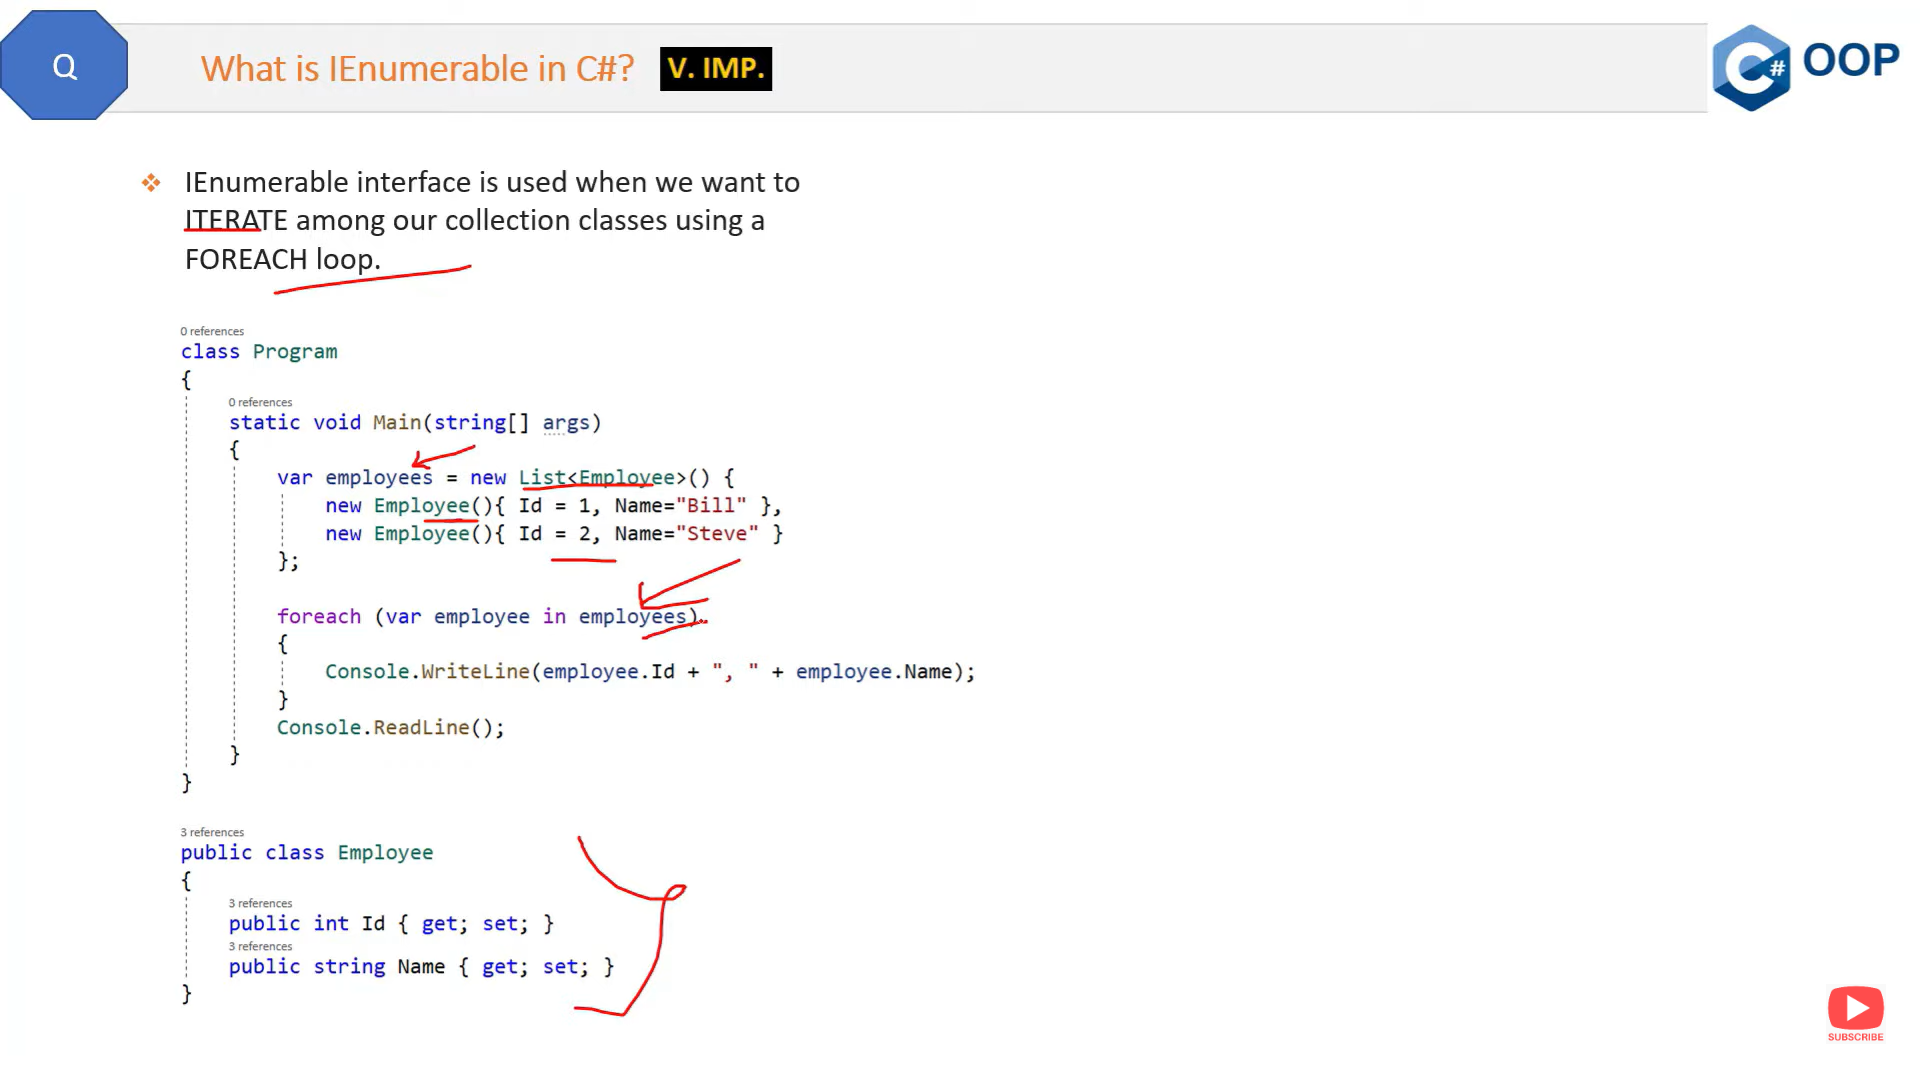 Q
What is IEnumerable in C#?
V. IMP.
C#
OOP
IEnumerable interface is used when we want to
ITERATE among our collection classes using a
FOREACH loop.
0 references
class Program
{
0 references
static void Main(string[] args)
{
var employees = new List<Employee>() {
new Employee(){ Id = 1, Name="Bill" },
new Employee(){ Id = 2, Name="Steve" }
};
foreach (var employee in employees)
{
Console.WriteLine(employee.Id + ", " + employee.Name);
}
Console.ReadLine();
}
}
3 references
public class Employee
{
3 references
public int Id { get; set; }
3 references
public string Name { get; set; }
}
SUBSCRIBE